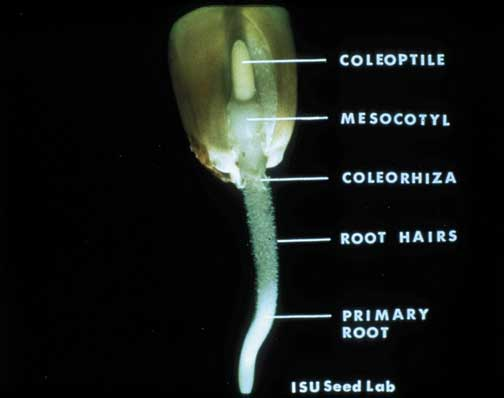 COLEOPTILE
MESOCOTYL
COLEORHIZA
ROOT HAIRS
PRIMARY
ROOT
ISU Seed Lab